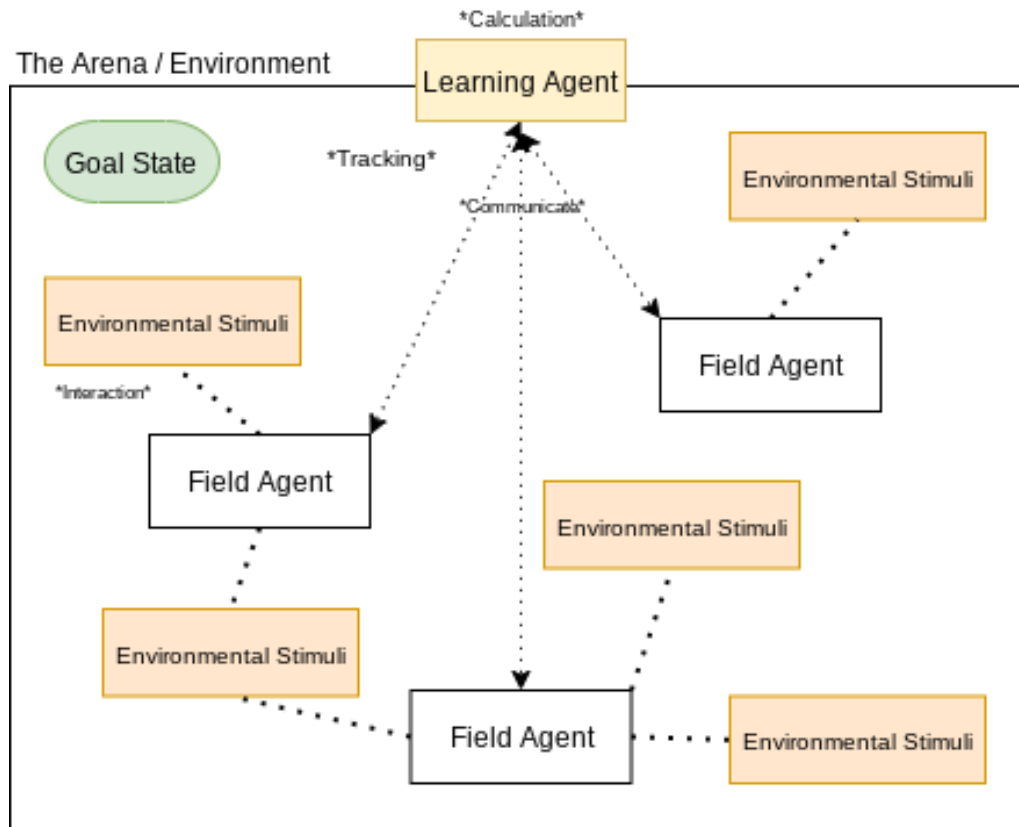 *Calculation*
The Arena / Environment
Learning Agent
Goal State
*Tracking*
Environmental Stimuli
*Communicate*
Environmental Stimuli
Field Agent
*Interaction*
Field Agent
Environmental Stimuli
Environmental Stimuli
Field Agent
Environmental Stimuli